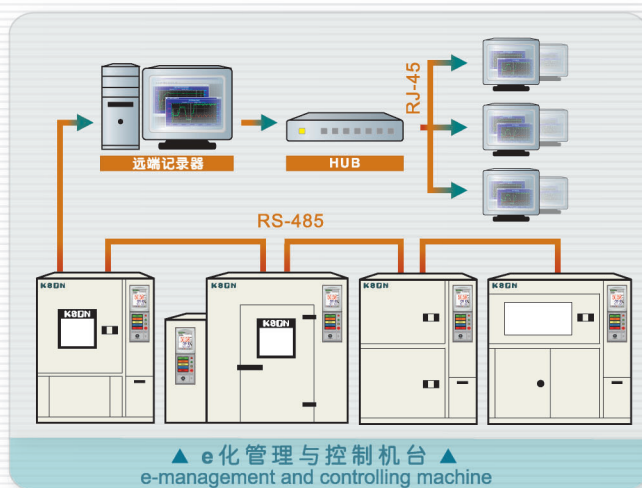 RJ-45
远端记录器
HUB
RS-485
KSON
KSON
KSON
KSON
KSON
KSON
▲ e化管理与控制机台 ▲
e-management and controlling machine